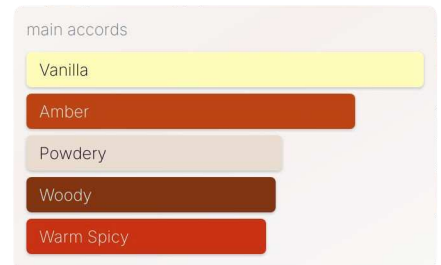 main accords
Vanilla
Amber
Powdery
Woody
Warm Spicy